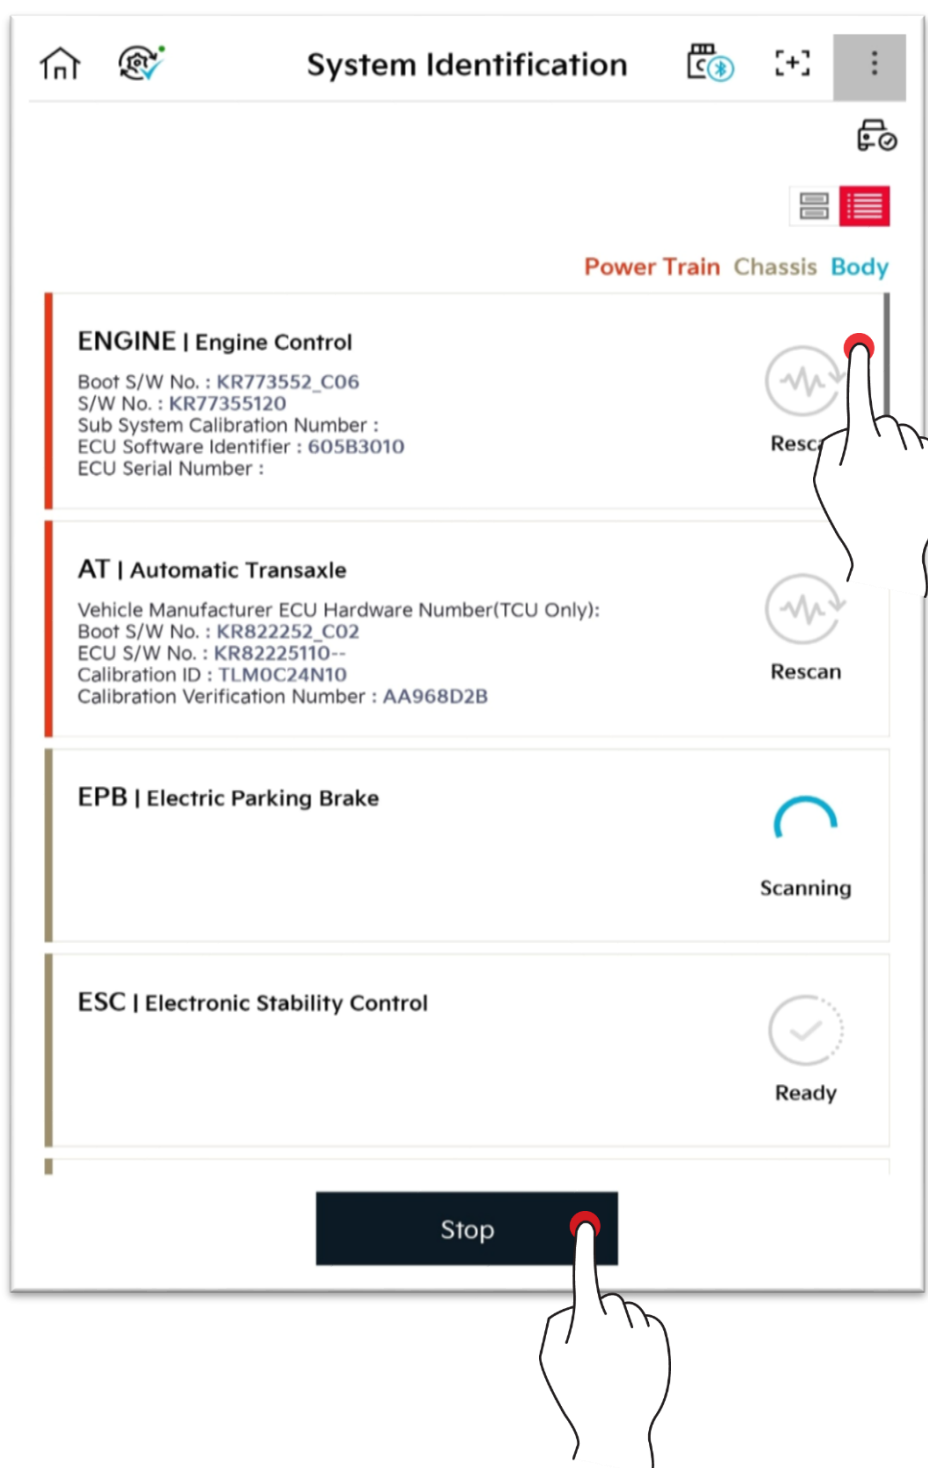 System Identification
Power Train Chassis Body
ENGINE | Engine Control
Boot S/W No. : KR773552_C06
S/W No. : KR77355120
Sub System Calibration Number :
ECU Software Identifier : 605B3010
ECU Serial Number :
AT | Automatic Transaxle
Vehicle Manufacturer ECU Hardware Number(TCU Only):
Boot S/W No. : KR822252_C02
ECU S/W No. : KR82225110--
Calibration ID : TLM0C24N10
Calibration Verification Number : AA968D2B
Rescan
EPB | Electric Parking Brake
Scanning
ESC | Electronic Stability Control
Ready
Stop